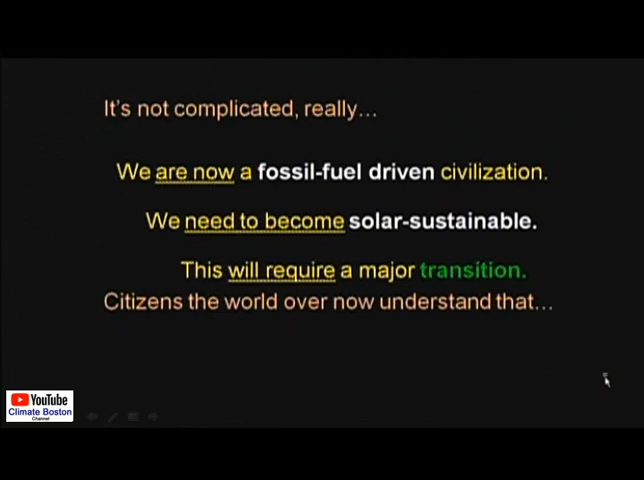 It's not complicated, really…
We are now a fossil-fuel driven civilization.
We need to become solar-sustainable.
This will require a major transition.
Citizens the world over now understand that…
YouTube
Climate Boston
Channel